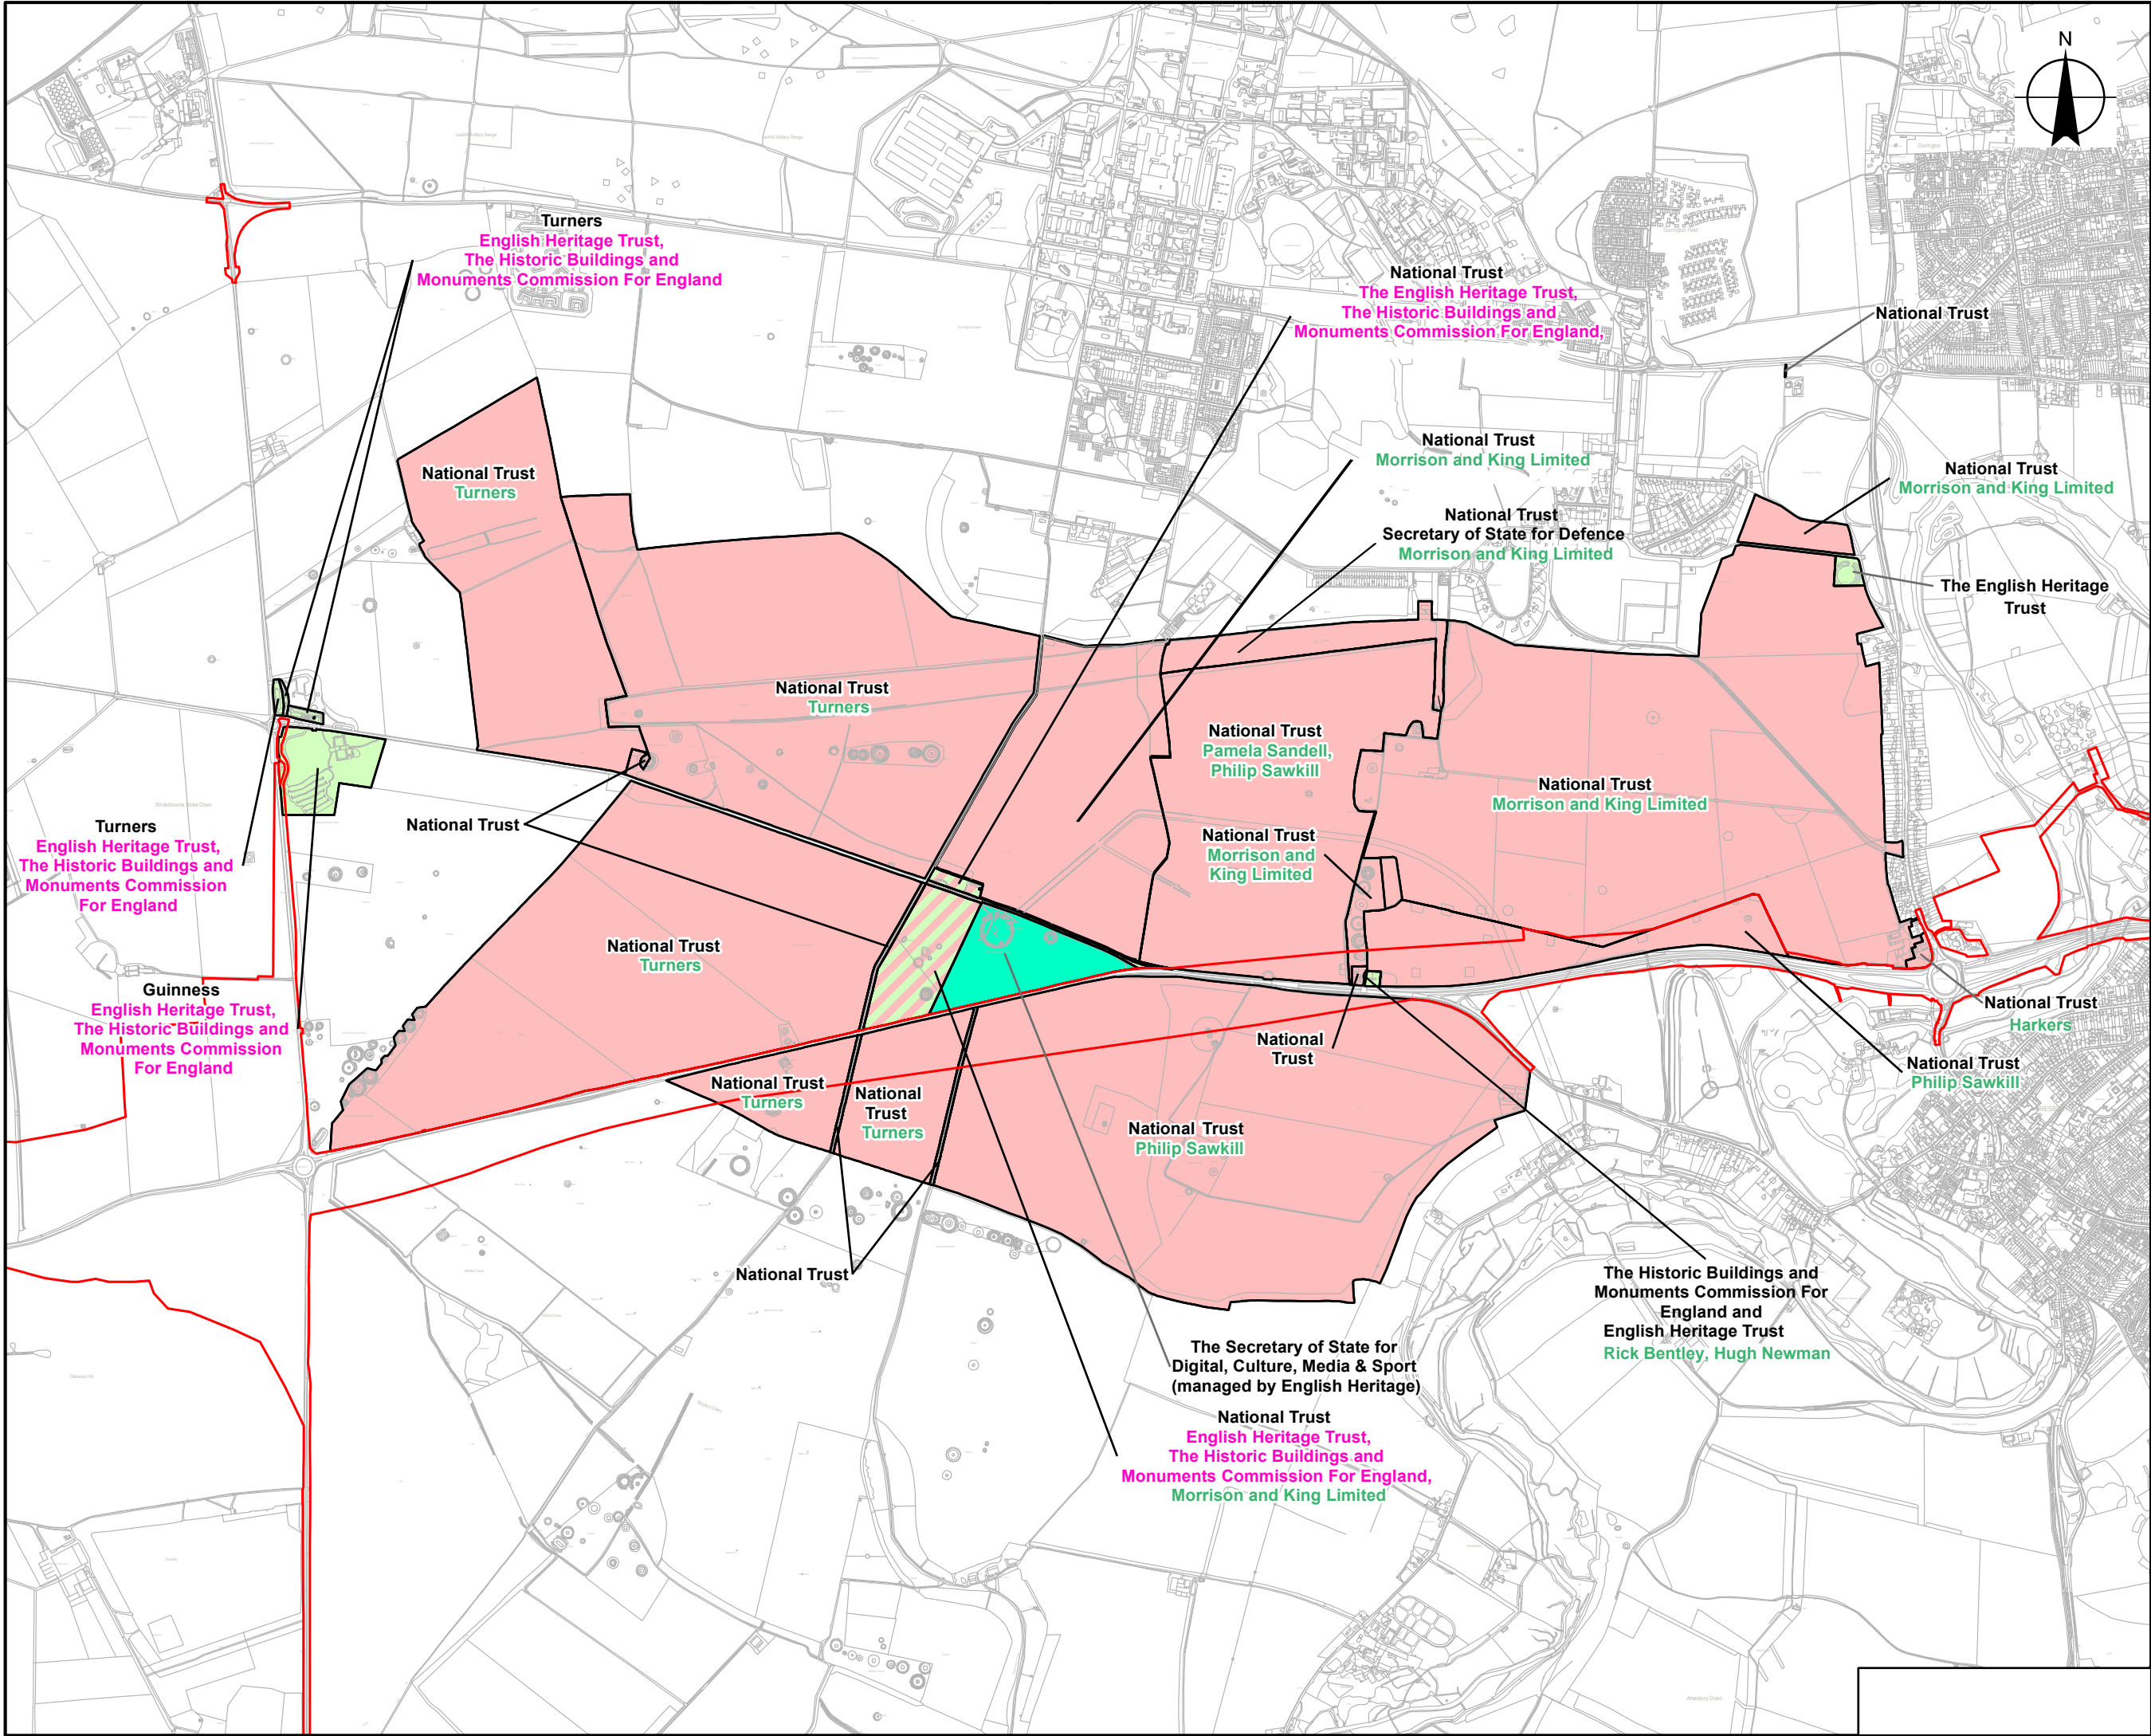 N
Turners
English Heritage Trust,
The Historic Buildings and
Monuments Commission For England
National Trust
The English Heritage Trust,
The Historic Buildings and
Monuments Commission For England,
National Trust
National Trust
Turners
National Trust
Morrison and King Limited
National Trust
Morrison and King Limited
National Trust
Secretary of State for Defence
Morrison and King Limited
The English Heritage
Trust
National Trust
Turners
National Trust
Pamela Sandell,
Philip Sawkill
National Trust
Morrison and King Limited
Turners
English Heritage Trust,
The Historic Buildings and
Monuments Commission
For England
National Trust
National Trust
Morrison and
King Limited
National Trust
Turners
Guinness
English Heritage Trust,
The Historic Buildings and
Monuments Commission
For England
National Trust
Harkers
National
Trust
National Trust
Philip Sawkill
National Trust
Turners
National
Trust
Turners
National Trust
Philip Sawkill
National Trust
The Historic Buildings and
Monuments Commission For
England and
English Heritage Trust
Rick Bentley, Hugh Newman
The Secretary of State for
Digital, Culture, Media & Sport
(managed by English Heritage)
National Trust
English Heritage Trust,
The Historic Buildings and
Monuments Commission For England,
Morrison and King Limited